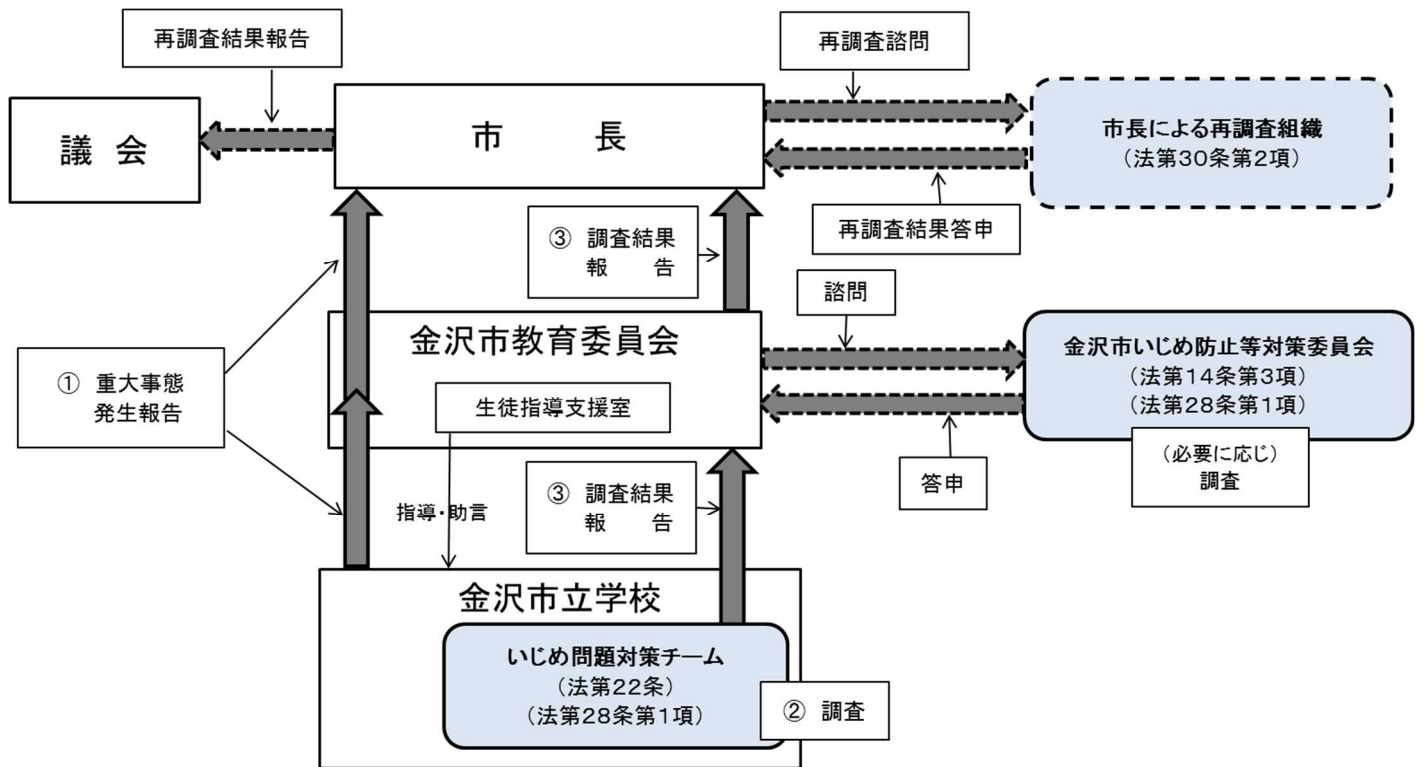 再調査結果報告
再調査諮問
議 会
市 長
市長による再調査組織
（法第30条第2項）
再調査結果答申
③ 調査結果
報 告
諮問
① 重大事態
発生報告
金沢市教育委員会
生徒指導支援室
金沢市いじめ防止等対策委員会
（法第14条第3項）
（法第28条第1項）
（必要に応じ）
調査
答申
指導・助言
③ 調査結果
報 告
金沢市立学校
いじめ問題対策チーム
（法第22条）
（法第28条第1項）
② 調査